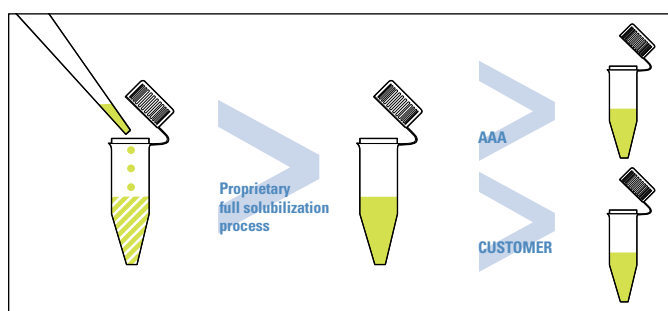 Proprietary
full solubilization
process
AAA
CUSTOMER